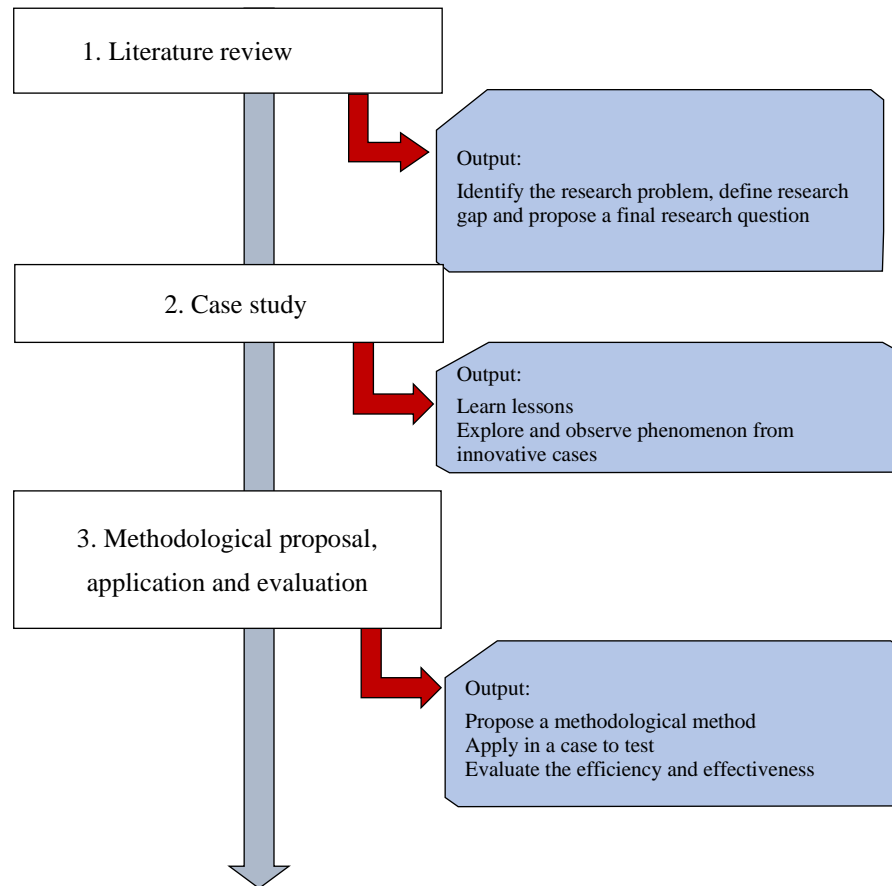 1. Literature review
Output:
Identify the research problem, define research
gap and propose a final research question
2. Case study
Output:
Learn lessons
Explore and observe phenomenon from
innovative cases
3. Methodological proposal,
application and evaluation
Output:
Propose a methodological method
Apply in a case to test
Evaluate the efficiency and effectiveness